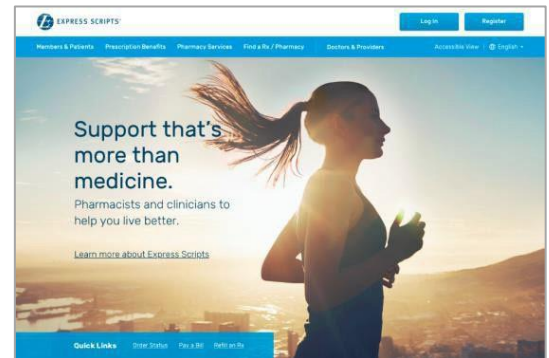 EXPRESS SCRIPTS®
Log In Register
Members & Patients Prescription Benefits Pharmacy Services Find a Rx / Pharmacy Doctors & Providers Accessible View English
Support that's
more than
medicine.
Pharmacists and clinicians to
help you live better.
Learn more about Express Scripts
Quick Links Order Status Pay a Bill Refill an Rx